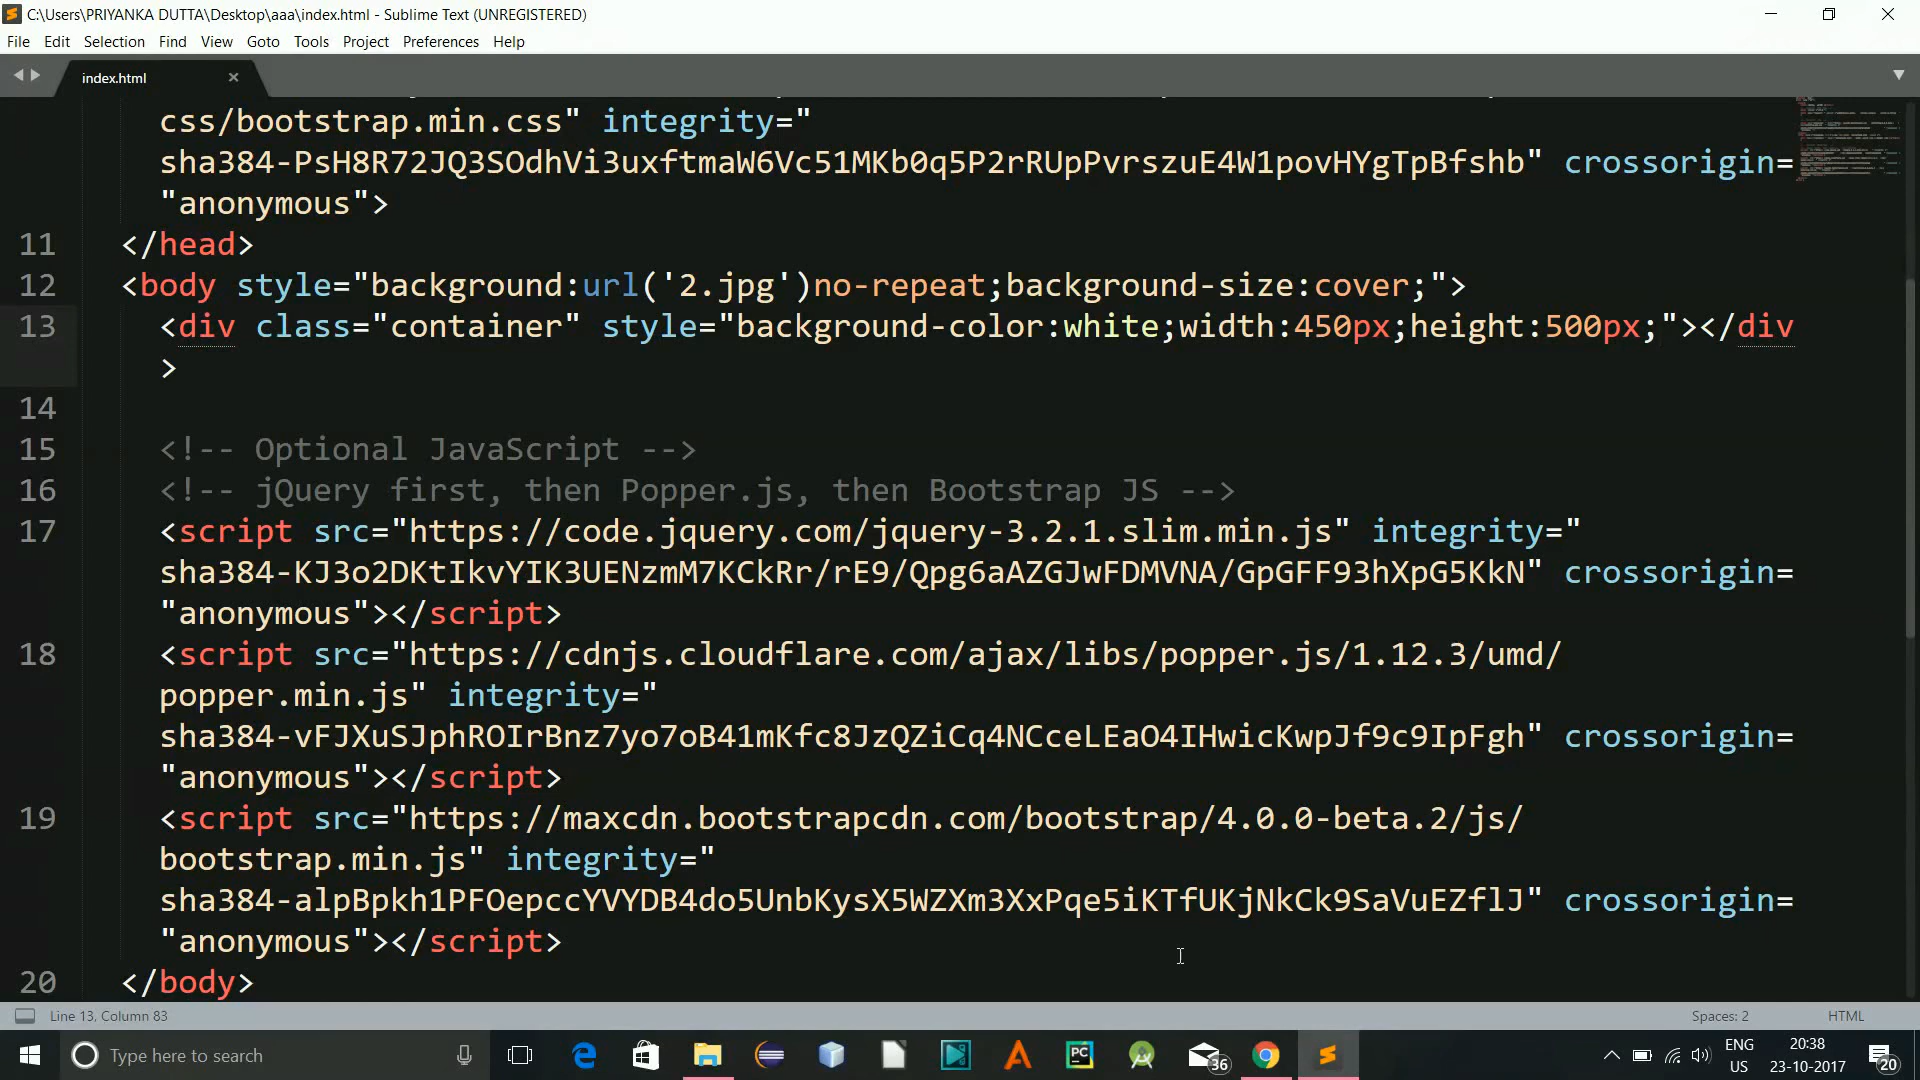 C:\Users\PRIYANKA DUTTA\Desktop\aaa\index.html - Sublime Text (UNREGISTERED)
File Edit Selection Find View Goto Tools Project Preferences Help
index.html
css/bootstrap.min.css" integrity="
sha384-PsH8R72JQ3SOdhVi3uxftmaW6Vc51MKb0q5P2rRUpPvrszuE4W1povHYgTpBfshb" crossorigin=
"anonymous">
11 </head>
12 <body style="background:url('2.jpg')no-repeat;background-size:cover;">
13 <div class="container" style="background-color:white;width:450px;height:500px;"></div
>
14
15 <!-- Optional JavaScript -->
16 <!-- jQuery first, then Popper.js, then Bootstrap JS -->
17 <script src="https://code.jquery.com/jquery-3.2.1.slim.min.js" integrity="
sha384-KJ3o2DKtIkvYIK3UENzmM7KCkRr/rE9/Qpg6aAZGJwFDMVNA/GpGFF93hXpG5KkN" crossorigin=
"anonymous"></script>
18 <script src="https://cdnjs.cloudflare.com/ajax/libs/popper.js/1.12.3/umd/
popper.min.js" integrity="
sha384-vFJXuSJphROIrBnz7yo7oB41mKfc8JzQZiCq4NCceLEaO4IHwicKwpJf9c9IpFgh" crossorigin=
"anonymous"></script>
19 <script src="https://maxcdn.bootstrapcdn.com/bootstrap/4.0.0-beta.2/js/
bootstrap.min.js" integrity="
sha384-alpBpkh1PFOepccYVYDB4do5UnbKysX5WZXm3XxPqe5iKTfUKjNkCk9SaVuEZflJ" crossorigin=
"anonymous"></script>
20 </body>
Line 13, Column 83 Spaces: 2 HTML
Type here to search
PC
36
ENG
US
20:38
23-10-2017
20